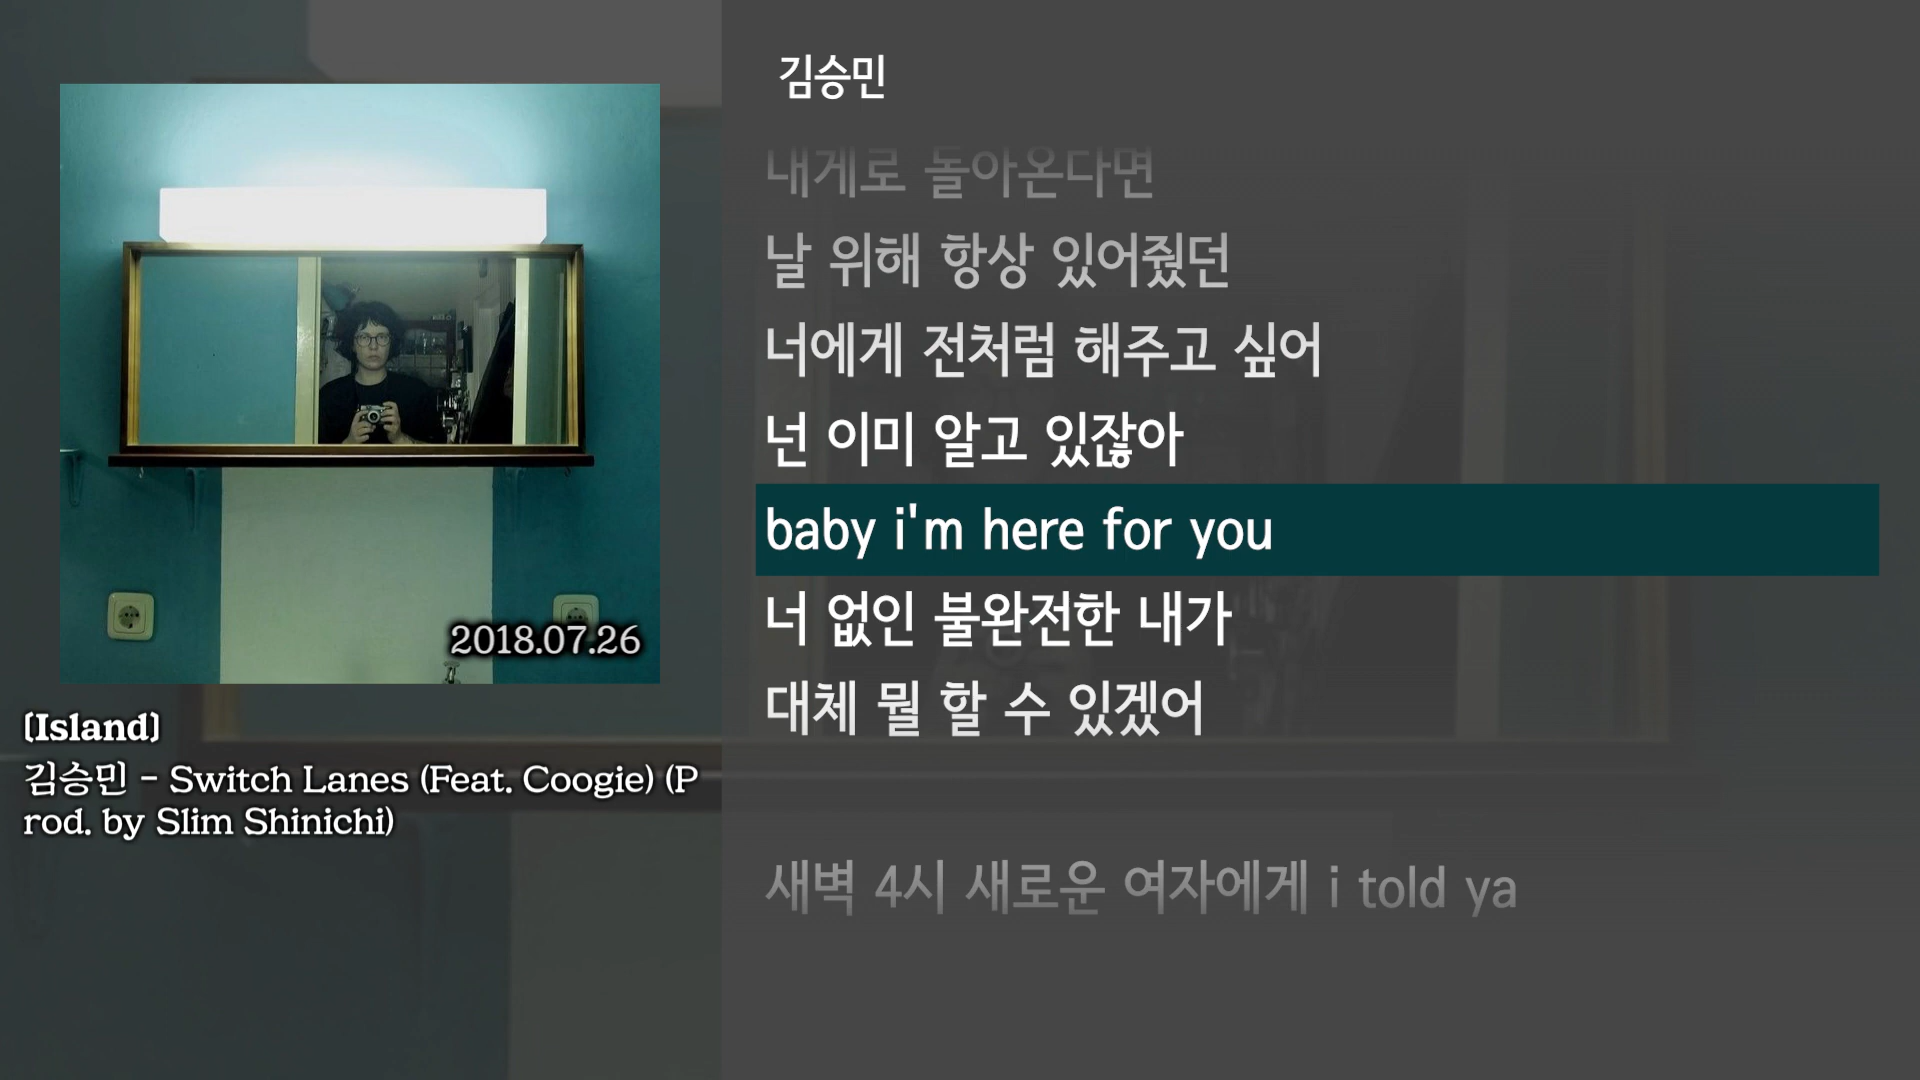 2018.07.26
[Island]
김승민 - Switch Lanes (Feat. Coogie) (P
rod. by Slim Shinichi)
김승민
내게로 돌아온다면
날 위해 항상 있어줬던
너에게 전처럼 해주고 싶어
넌 이미 알고 있잖아
baby i'm here for you
너 없인 불완전한 내가
대체 뭘 할 수 있겠어
새벽 4시 새로운 여자에게 i told ya